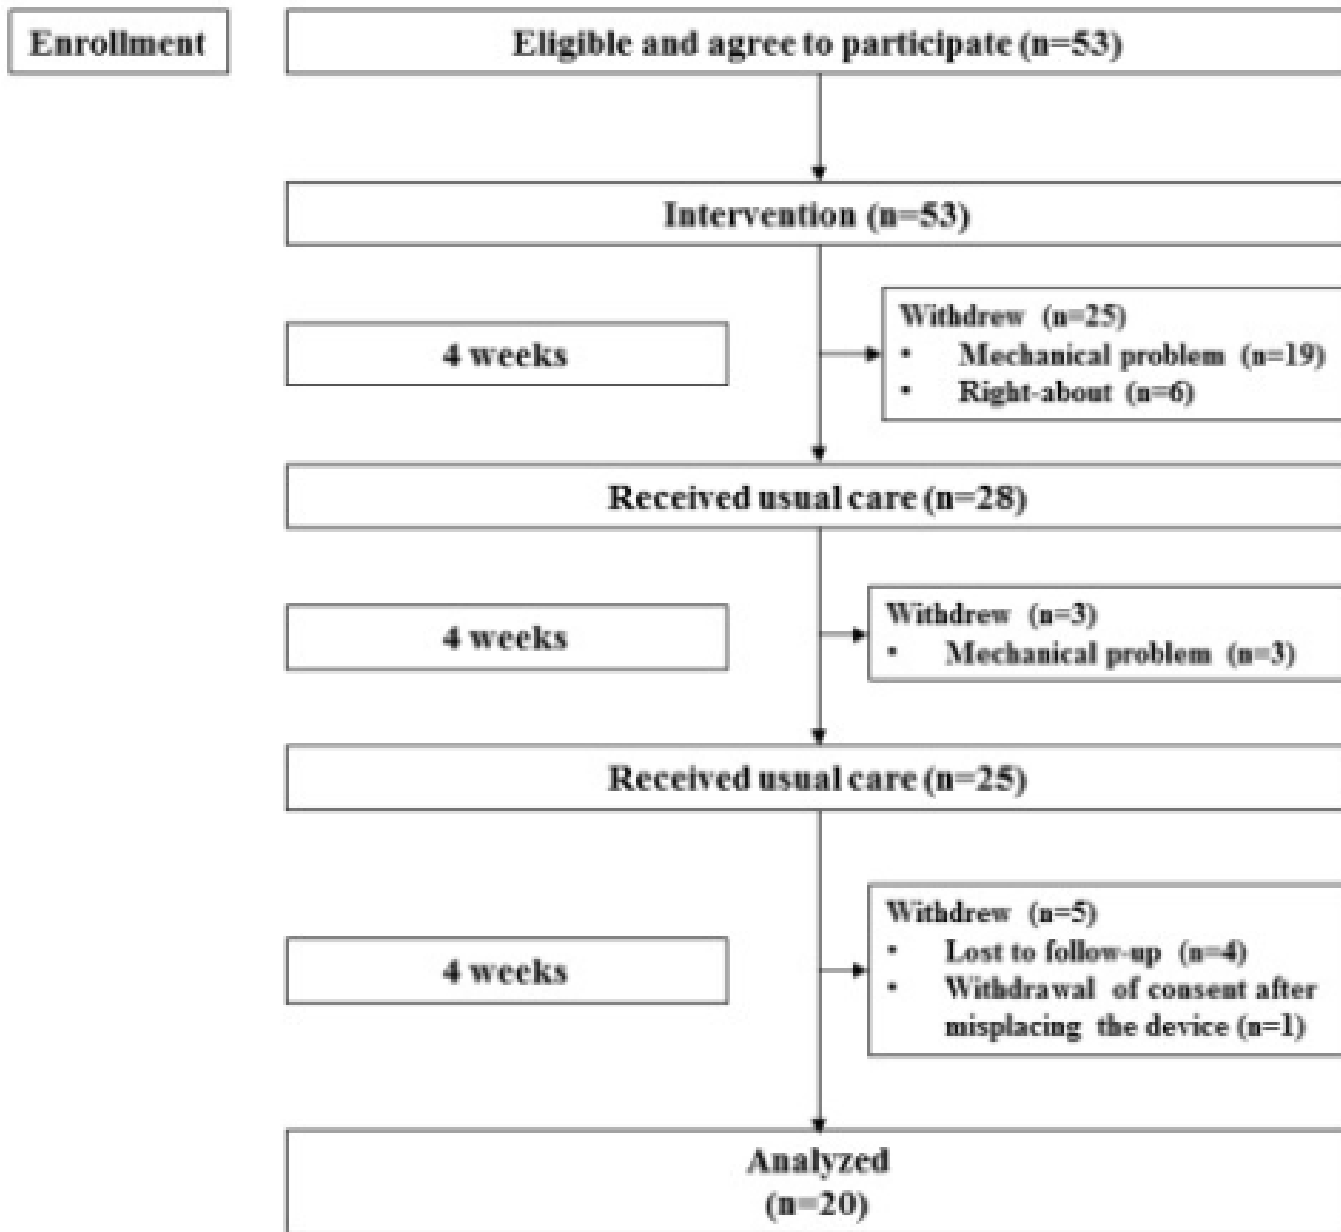 Enrollment
Eligible and agree to participate (n=53)
Intervention (n=53)
4 weeks
Withdrew (n=25)
• Mechanical problem (n=19)
• Right-about (n=6)
Received usual care (n=28)
4 weeks
Withdrew (n=3)
• Mechanical problem (n=3)
Received usual care (n=25)
4 weeks
Withdrew (n=5)
• Lost to follow-up (n=4)
• Withdrawal of consent after
misplacing the device (n=1)
Analyzed
(n=20)